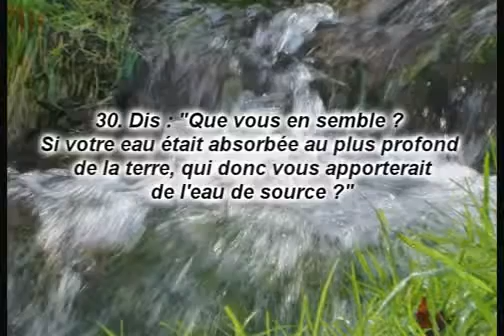 30. Dis : "Que vous en semble ?
Si votre eau était absorbée au plus profond
de la terre, qui donc vous apporterait
de l'eau de source ?"